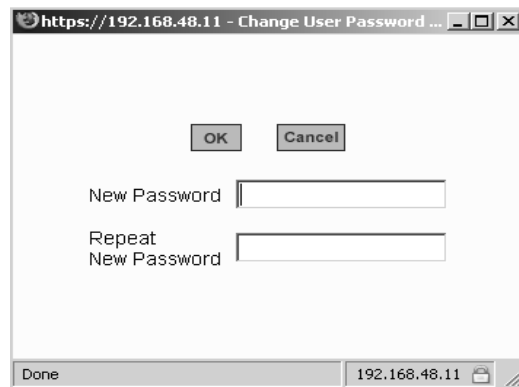 https://192.168.48.11 - Change User Password ...
OK Cancel
New Password
Repeat
New Password
Done 192.168.48.11